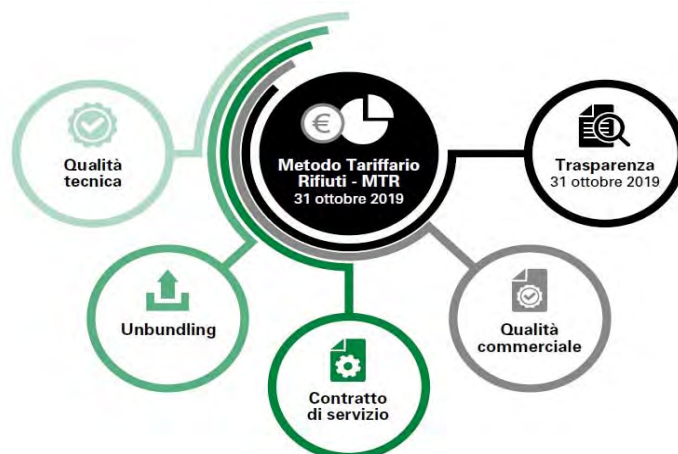 €
Metodo Tariffario
Rifiuti - MTR
31 ottobre 2019
Qualità
tecnica
Trasparenza
31 ottobre 2019
Unbundling
Qualità
commerciale
Contratto
di servizio